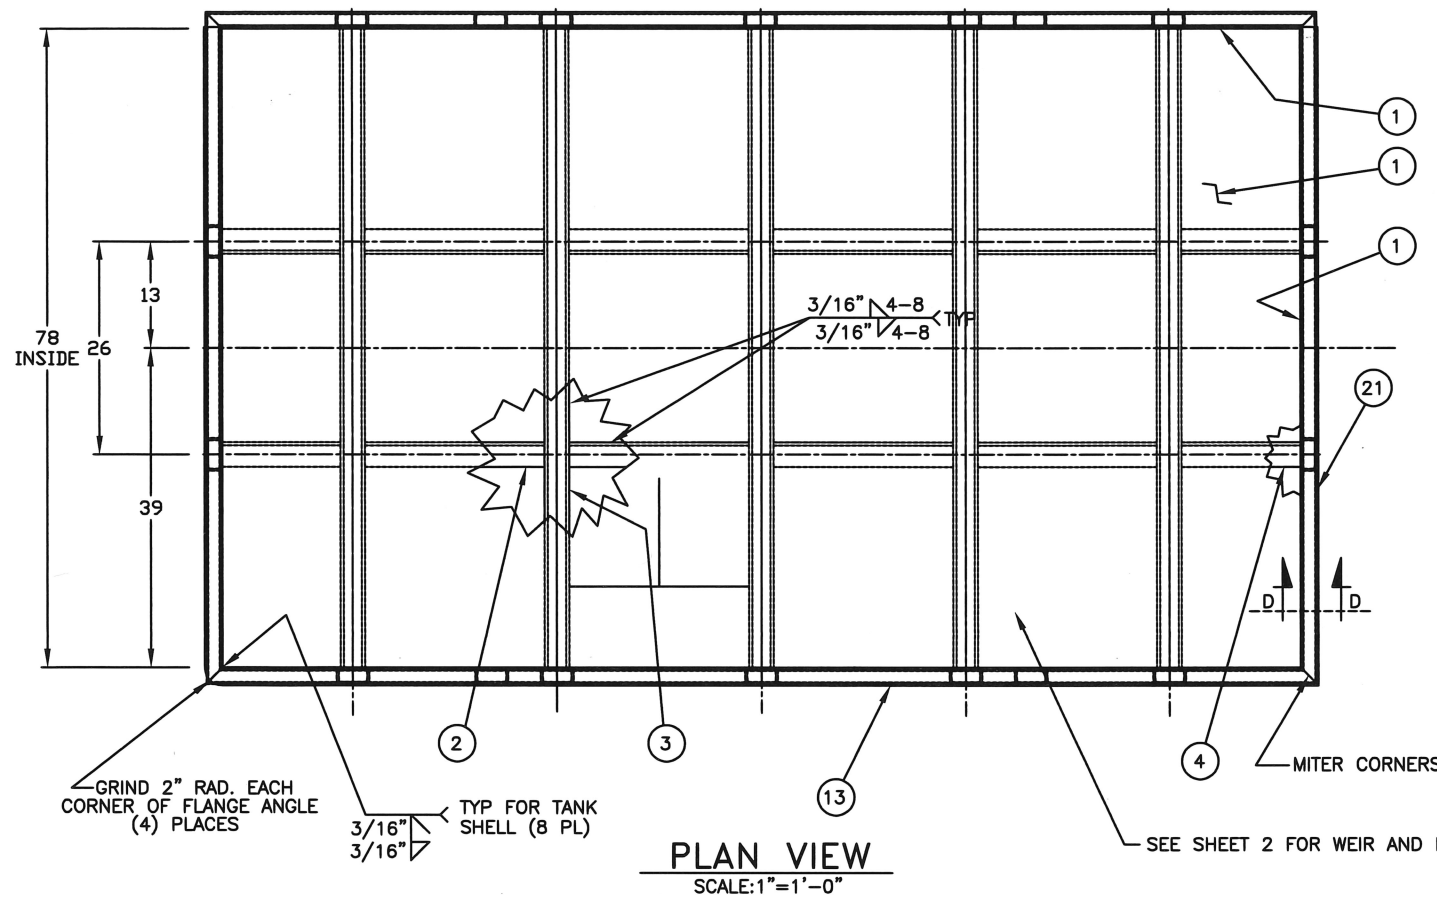 1
1
1
13
3/16" 4-8
3/16" 4-8
TYP
78
INSIDE
26
21
39
D D
2
3
4
13
GRIND 2" RAD. EACH
CORNER OF FLANGE ANGLE
(4) PLACES
3/16"
3/16"
TYP FOR TANK
SHELL (8 PL)
MITER CORNERS
SEE SHEET 2 FOR WEIR AND
PLAN VIEW
SCALE:1"=1'-0"